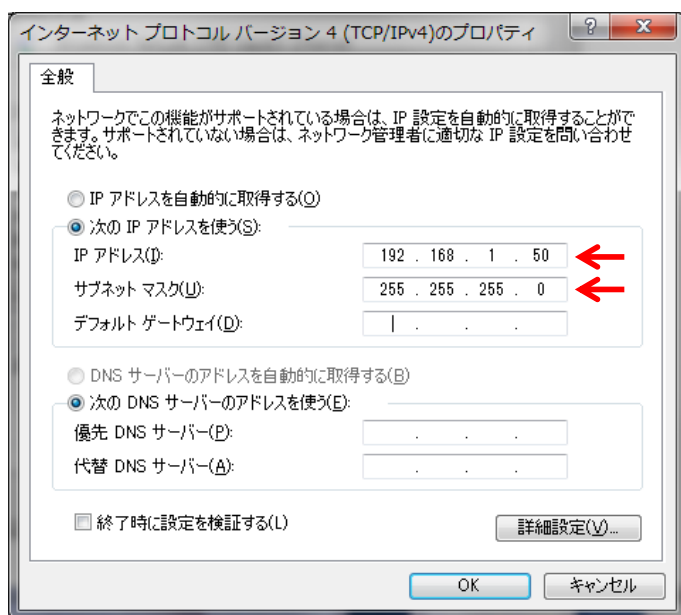 インターネット プロトコル バージョン 4 (TCP/IPv4)のプロパティ
全般
ネットワークでこの機能がサポートされている場合は、IP 設定を自動的に取得することがで
きます。サポートされていない場合は、ネットワーク管理者に適切な IP 設定を問い合わせ
てください。
IP アドレスを自動的に取得する(O)
次の IP アドレスを使う(S):
IP アドレス(I): 192 . 168 . 1 . 50
サブネット マスク(U): 255 . 255 . 255 . 0
デフォルト ゲートウェイ(D): . . .
DNS サーバーのアドレスを自動的に取得する(B)
次の DNS サーバーのアドレスを使う(E):
優先 DNS サーバー(P): . . .
代替 DNS サーバー(A): . . .
終了時に設定を検証する(L)
詳細設定(V)...
OK キャンセル